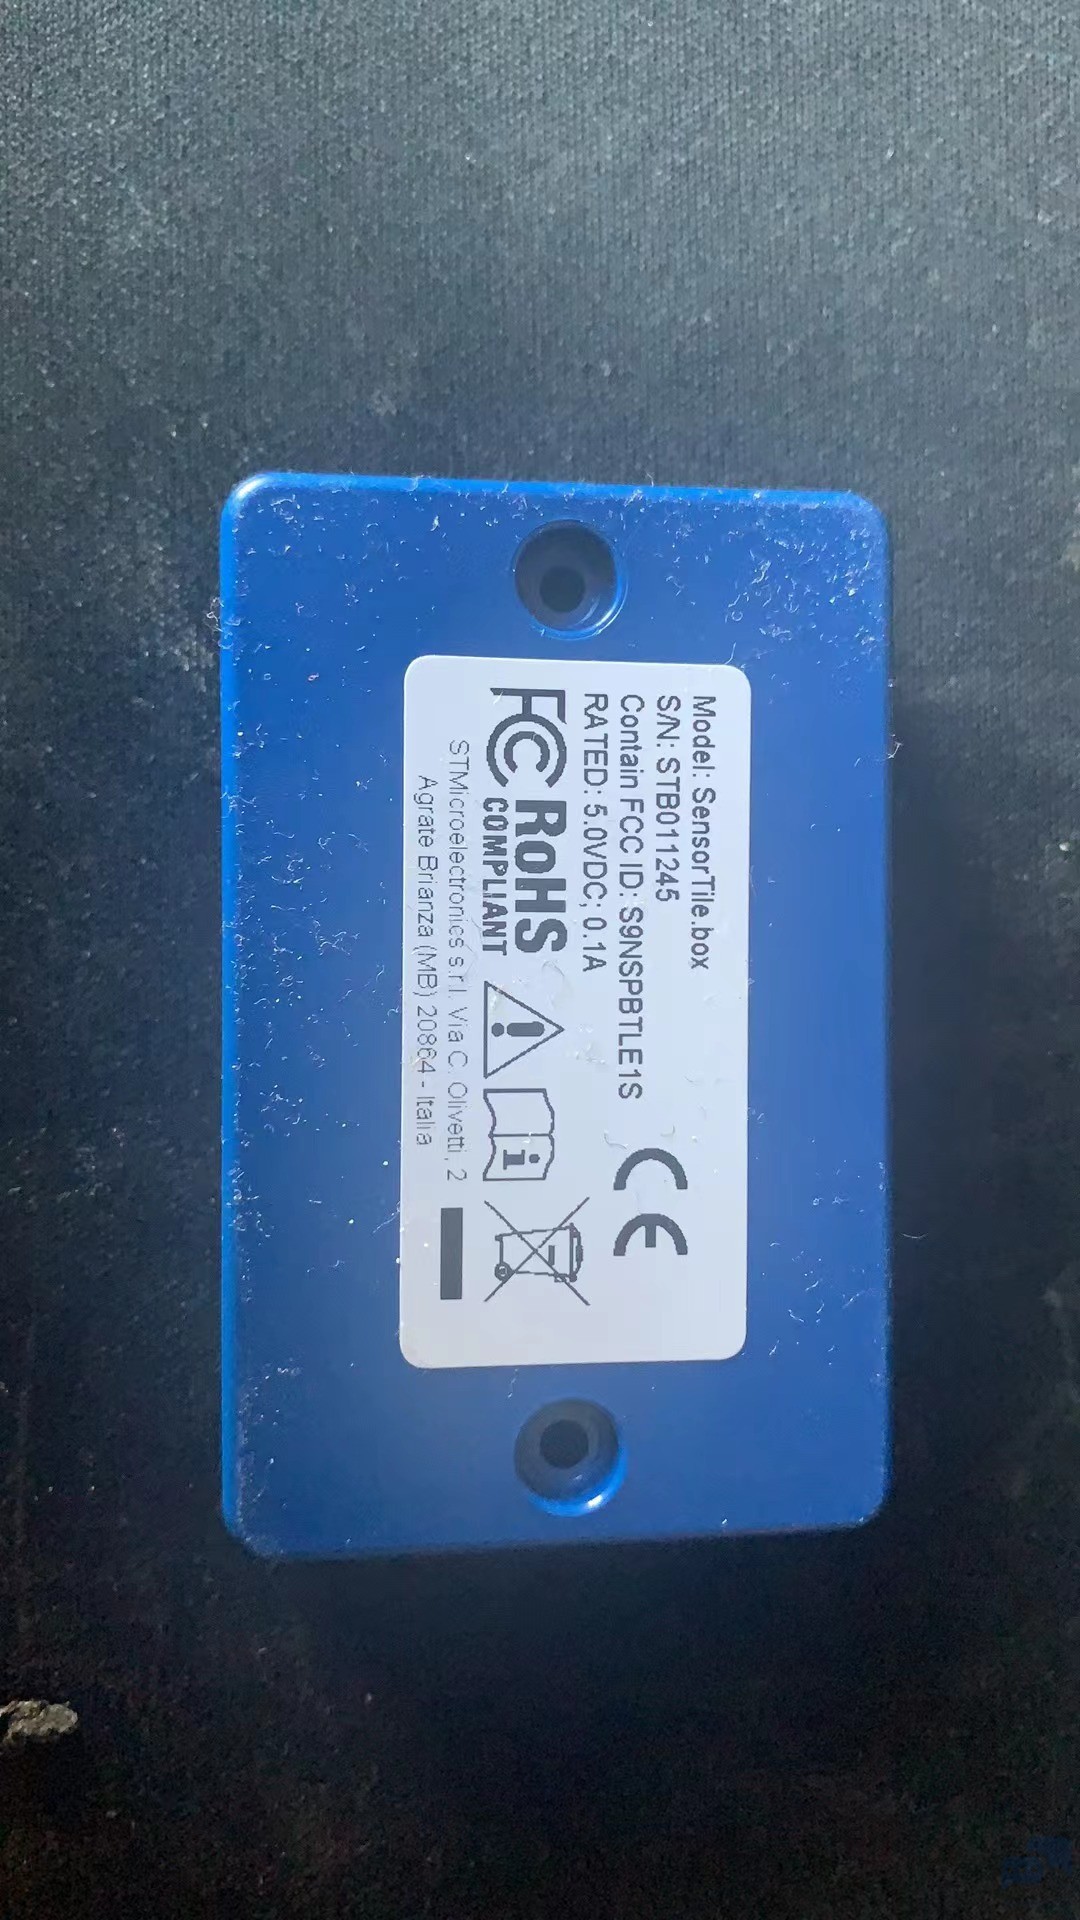 Model: SensorTile.box
S/N: STB011245
Contain FCC ID: S9NSPBTLE1S
RATED: 5.0VDC; 0.1A
CE
FC RoHS
COMPLIANT
STMicroelectronics s.r.l. Via C. Olivetti, 2
Agrate Brianza (MB) 20864 - Italia